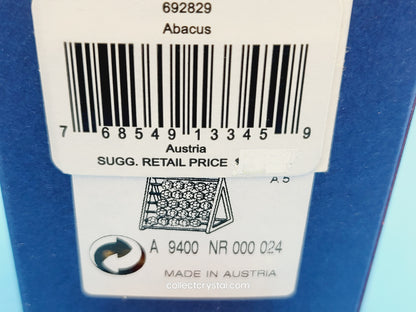 692829
Abacus
7 68549 13345 9
Austria
SUGG. RETAIL PRICE
A 5
A 9400 NR 000 024
MADE IN AUSTRIA
collectcrystal.com